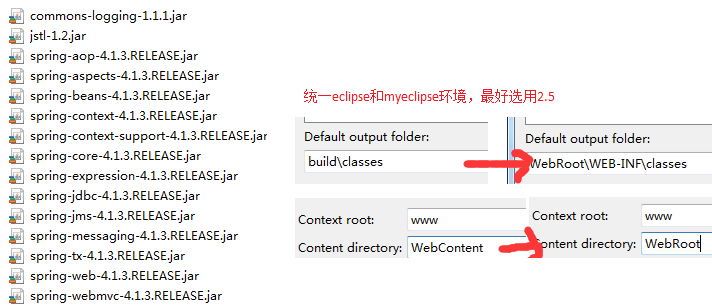 commons-logging-1.1.1.jar
jstl-1.2.jar
spring-aop-4.1.3.RELEASE.jar
spring-aspects-4.1.3.RELEASE.jar
spring-beans-4.1.3.RELEASE.jar
spring-context-4.1.3.RELEASE.jar
spring-context-support-4.1.3.RELEASE.jar
spring-core-4.1.3.RELEASE.jar
spring-expression-4.1.3.RELEASE.jar
spring-jdbc-4.1.3.RELEASE.jar
spring-jms-4.1.3.RELEASE.jar
spring-messaging-4.1.3.RELEASE.jar
spring-tx-4.1.3.RELEASE.jar
spring-web-4.1.3.RELEASE.jar
spring-webmvc-4.1.3.RELEASE.jar
统一eclipse和myeclipse环境，最好选用2.5
Default output folder:
build\classes
Default output folder:
WebRoot\WEB-INF\classes
Context root: www
Content directory: WebContent
Context root: www
Content directory: WebRoot